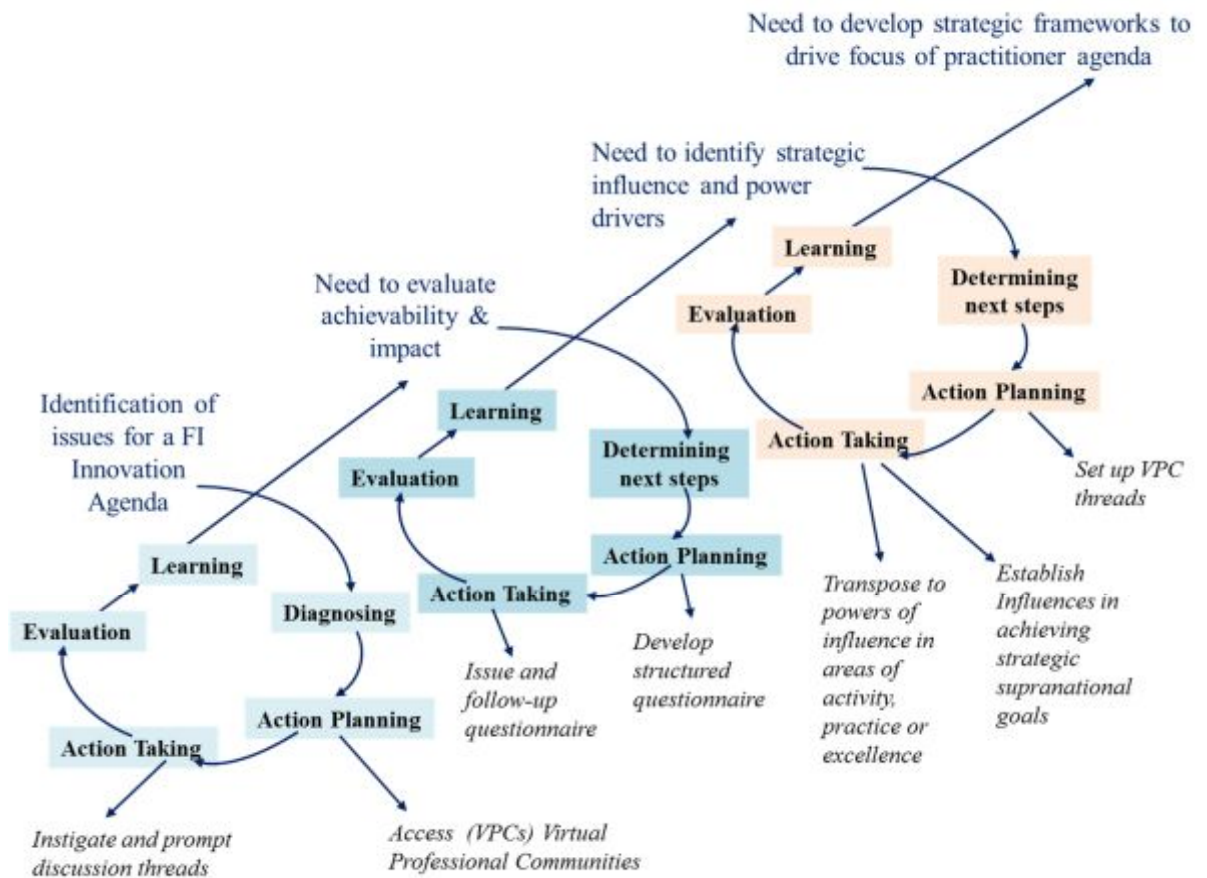 Need to develop strategic frameworks to
drive focus of practitioner agenda
Need to identify strategic
influence and power
drivers
Learning
Determining
next steps
Evaluation
Action Planning
Action Taking
Set up VPC
threads
Transpose to
powers of
influence in
areas of
activity,
practice or
excellence
Establish
Influences in
achieving
strategic
supranational
goals
Need to evaluate
achievability &
impact
Learning
Determining
next steps
Evaluation
Action Planning
Action Taking
Issue and
follow-up
questionnaire
Develop
structured
questionnaire
Identification of
issues for a FI
Innovation
Agenda
Learning
Diagnosing
Evaluation
Action Planning
Action Taking
Instigate and prompt
discussion threads
Access (VPCs) Virtual
Professional Communities